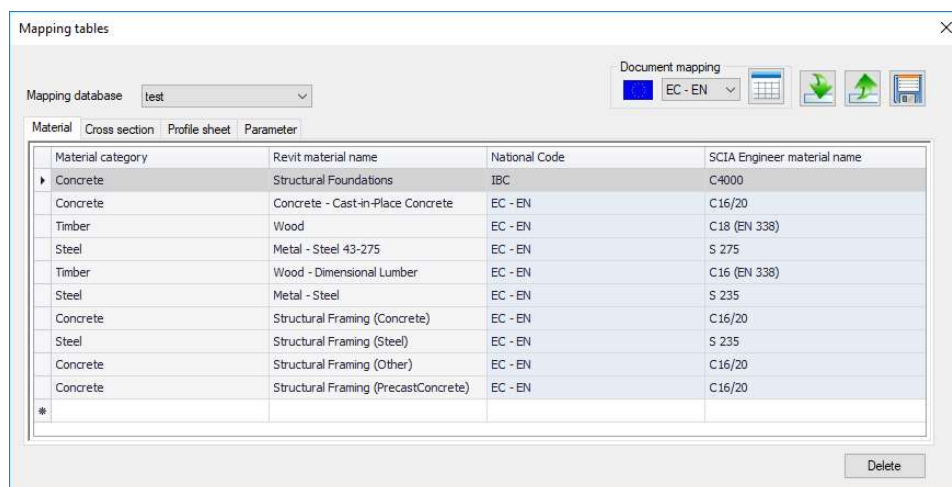 Mapping tables
Document mapping
EC - EN
Mapping database test
Material Cross section Profile sheet Parameter
Material category Revit material name National Code SCIA Engineer material name
Concrete Structural Foundations IBC C4000
Concrete Concrete - Cast-in-Place Concrete EC - EN C16/20
Timber Wood EC - EN C18 (EN 338)
Steel Metal - Steel 43-275 EC - EN S 275
Timber Wood - Dimensional Lumber EC - EN C16 (EN 338)
Steel Metal - Steel EC - EN S 235
Concrete Structural Framing (Concrete) EC - EN C16/20
Steel Structural Framing (Steel) EC - EN S 235
Concrete Structural Framing (Other) EC - EN C16/20
Concrete Structural Framing (PrecastConcrete) EC - EN C16/20
Delete